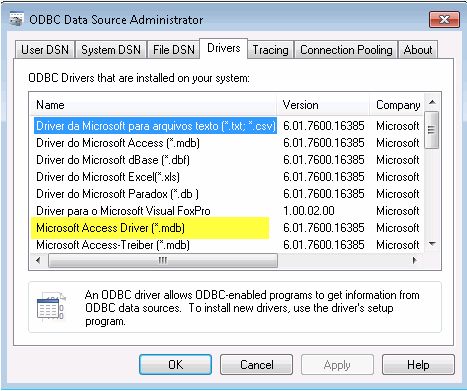 ODBC Data Source Administrator
User DSN System DSN File DSN Drivers Tracing Connection Pooling About
ODBC Drivers that are installed on your system:
Name Version Company
Driver da Microsoft para arquivos texto (*.txt; *.csv) 6.01.7600.16385 Microsoft
Driver do Microsoft Access (*.mdb) 6.01.7600.16385 Microsoft
Driver do Microsoft dBase (*.dbf) 6.01.7600.16385 Microsoft
Driver do Microsoft Excel(*.xls) 6.01.7600.16385 Microsoft
Driver do Microsoft Paradox (*.db ) 6.01.7600.16385 Microsoft
Driver para o Microsoft Visual FoxPro 1.00.02.00 Microsoft
Microsoft Access Driver (*.mdb) 6.01.7600.16385 Microsoft
Microsoft Access-Treiber (*.mdb) 6.01.7600.16385 Microsoft
An ODBC driver allows ODBC-enabled programs to get information from
ODBC data sources. To install new drivers, use the driver's setup
program.
OK Cancel Apply Help